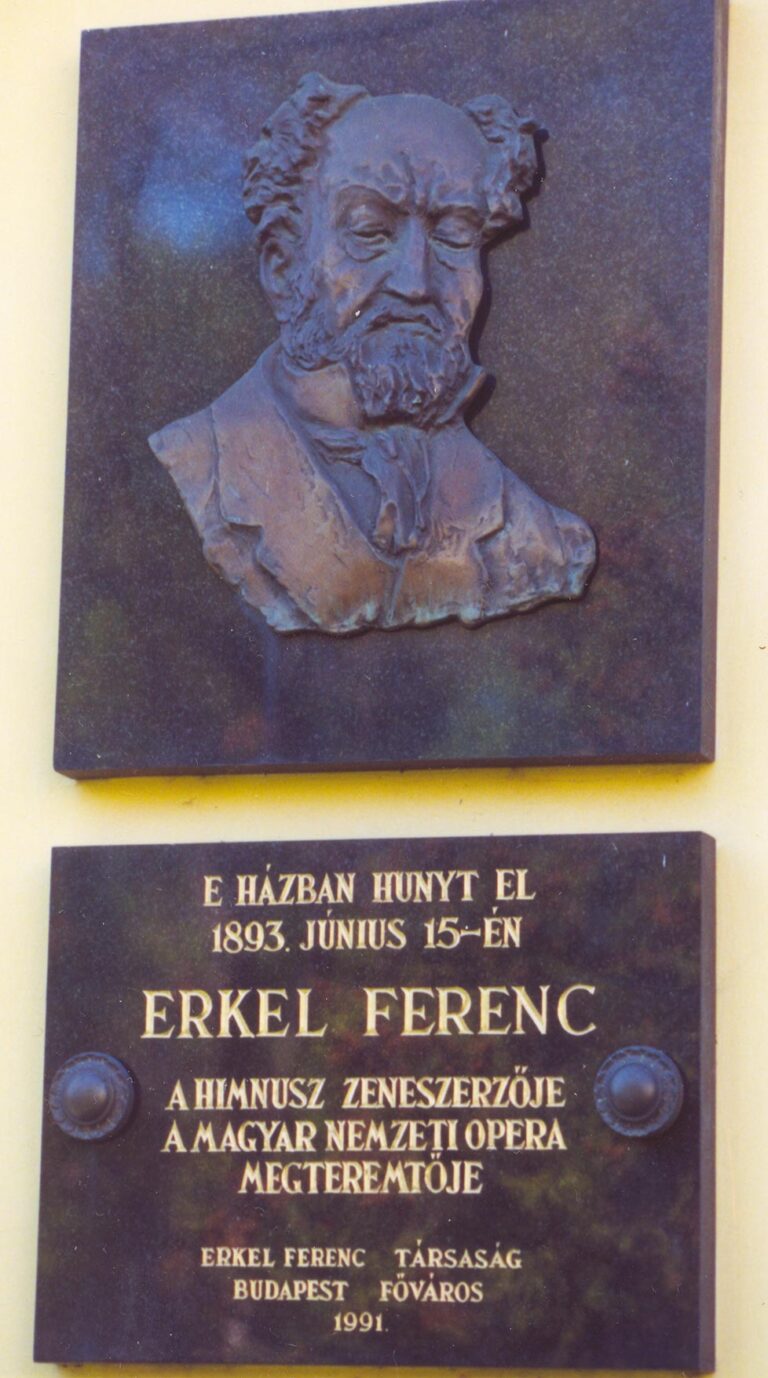 E HÁZBAN HUNYT EL
1893. JÚNIUS 15-ÉN
ERKEL FERENC
A HIMNUSZ ZENESZERZŐJE
A MAGYAR NEMZETI OPERA
MEGTEREMTŐJE
ERKEL FERENC TÁRSASÁG
BUDAPEST FŐVÁROS
1991.